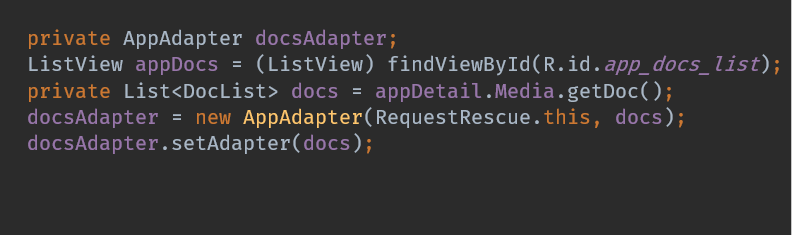 private AppAdapter docsAdapter;
ListView appDocs = (ListView) findViewById(R.id.app_docs_list);
private List<DocList> docs = appDetail.Media.getDoc();
docsAdapter = new AppAdapter(RequestRescue.this, docs);
docsAdapter.setAdapter(docs);